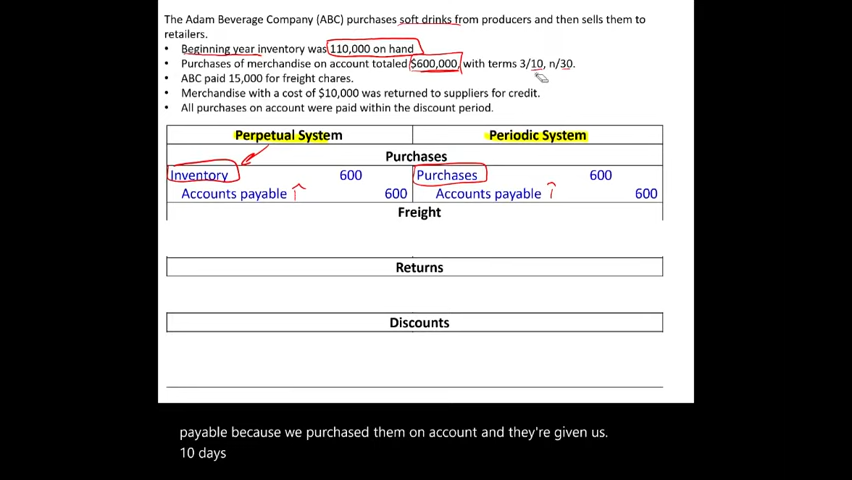 The Adam Beverage Company (ABC) purchases soft drinks from producers and then sells them to
retailers.
• Beginning year inventory was 110,000 on hand
• Purchases of merchandise on account totaled $600,000, with terms 3/10, n/30.
• ABC paid 15,000 for freight chares.
• Merchandise with a cost of $10,000 was returned to suppliers for credit.
• All purchases on account were paid within the discount period.
Perpetual System Periodic System
Purchases
Inventory 600 Purchases 600
Accounts payable 600 Accounts payable 600
Freight
Returns
Discounts
payable because we purchased them on account and they're given us.
10 days